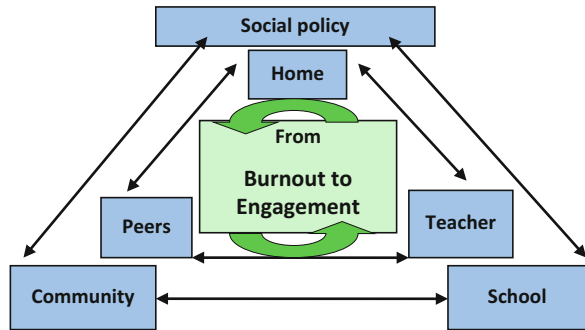 Social policy
Home
From
Burnout to
Engagement
Peers
Teacher
Community
School